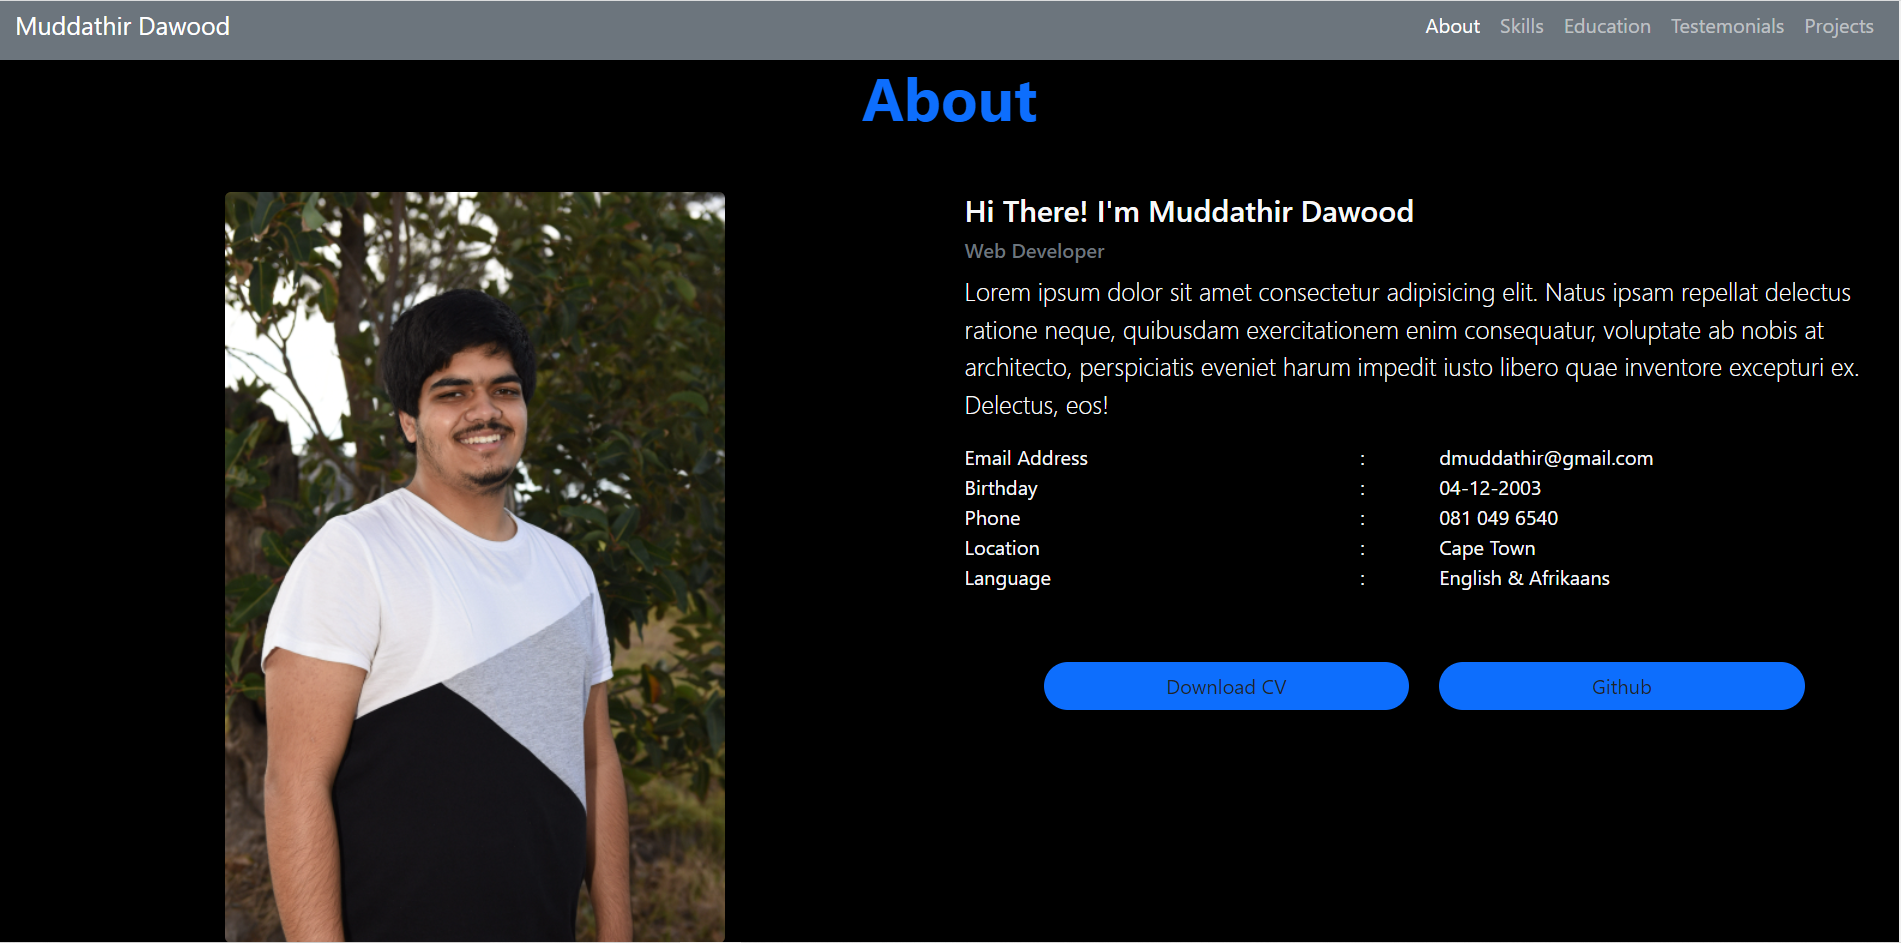 Muddathir Dawood
About Skills Education Testemonials Projects
About
Hi There! I'm Muddathir Dawood
Web Developer
Lorem ipsum dolor sit amet consectetur adipisicing elit. Natus ipsam repellat delectus
ratione neque, quibusdam exercitationem enim consequatur, voluptate ab nobis at
architecto, perspiciatis eveniet harum impedit iusto libero quae inventore excepturi ex.
Delectus, eos!
Email Address : dmuddathir@gmail.com
Birthday : 04-12-2003
Phone : 081 049 6540
Location : Cape Town
Language : English & Afrikaans
Download CV
Github